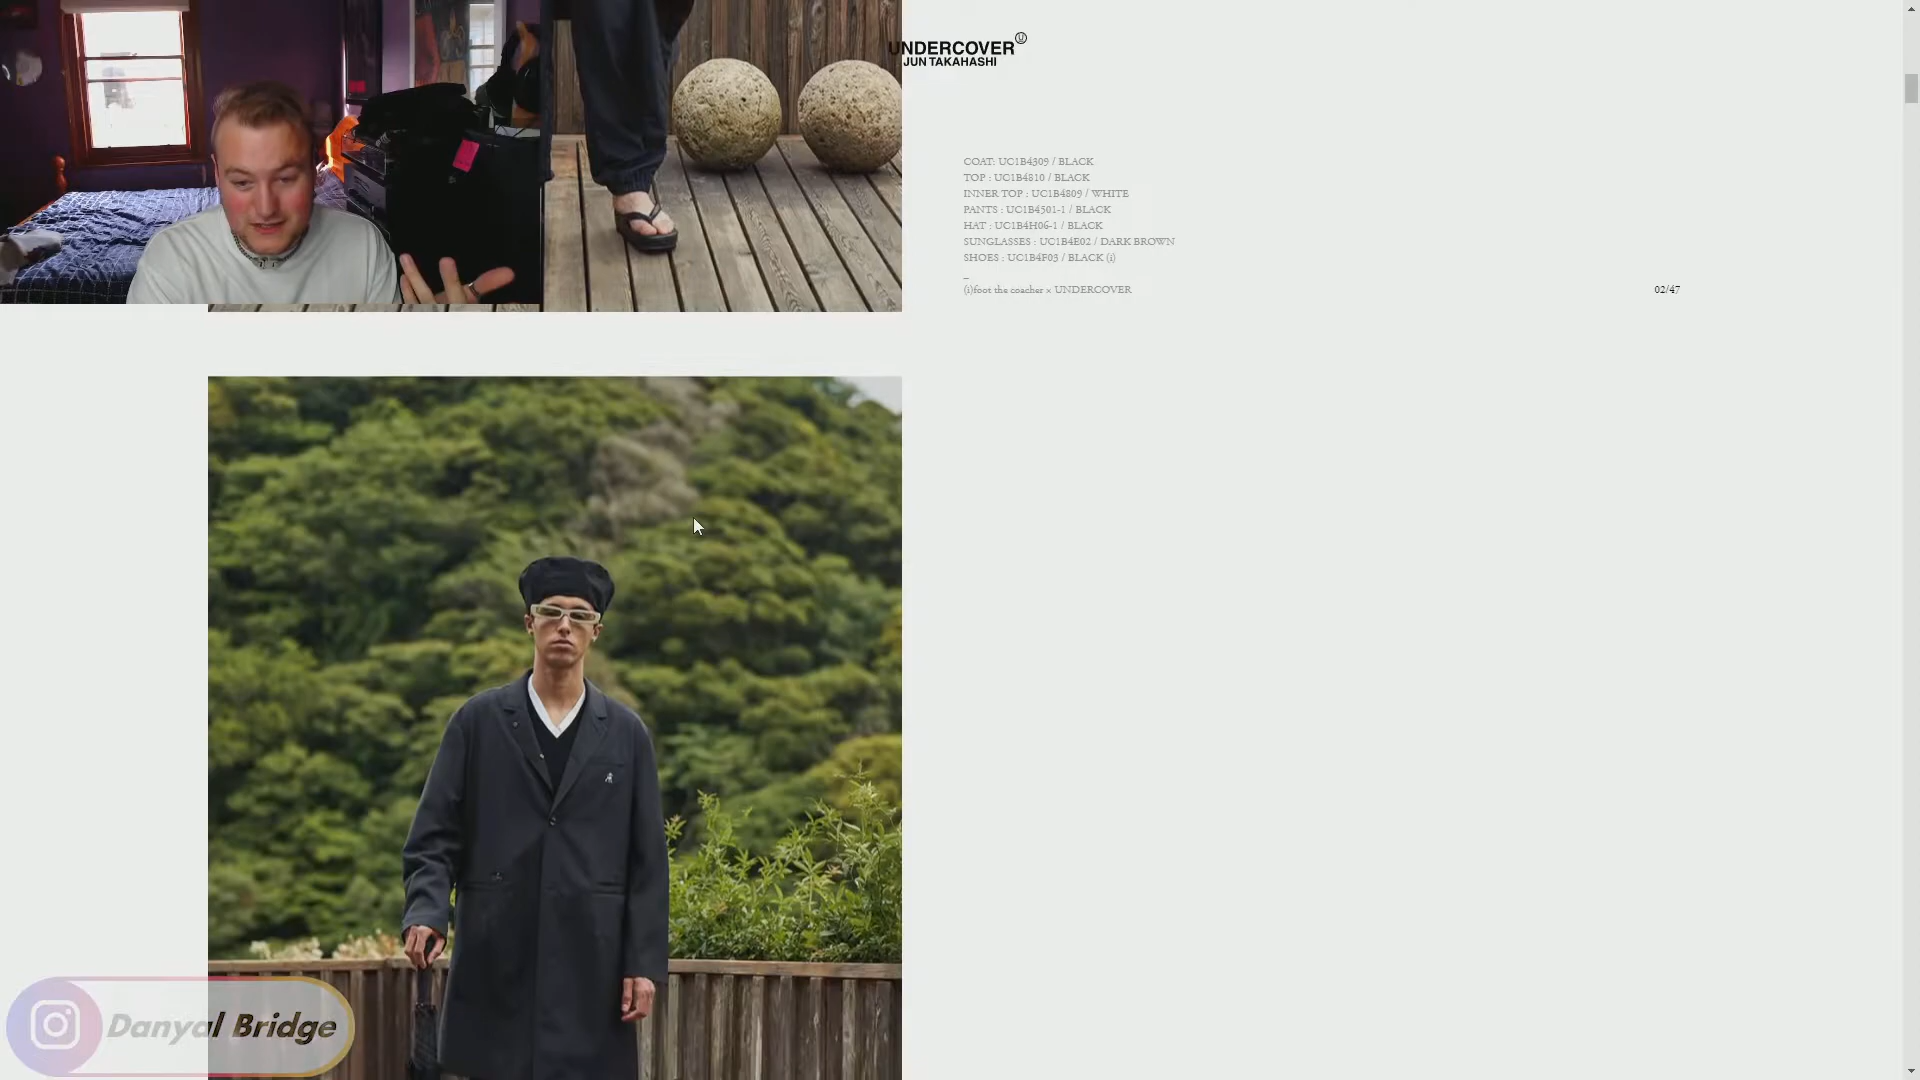 UNDERCOVER
JUN TAKAHASHI
COAT: UC1B4309 / BLACK
TOP : UC1B4810 / BLACK
INNER TOP : UC1B4809 / WHITE
PANTS : UC1B4501-1 / BLACK
HAT : UC1B4H06-1 / BLACK
SUNGLASSES : UC1B4E02 / DARK BROWN
SHOES : UC1B4F03 / BLACK (i)
_
(i)foot the coacher × UNDERCOVER
02/47
Danyal Bridge